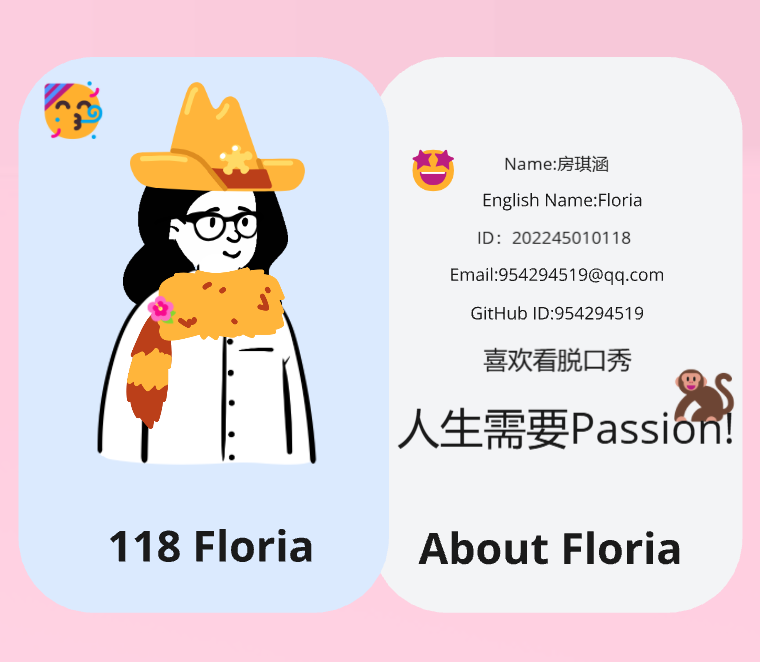 118 Floria
Name:房琪涵
English Name:Floria
ID：202245010118
Email:954294519@qq.com
GitHub ID:954294519
喜欢看脱口秀
人生需要Passion!
About Floria